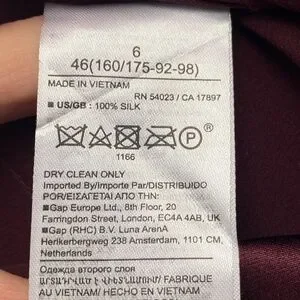 6
46(160/175-92-98)
MADE IN VIETNAM
RN 54023 / CA 17897
■ US/GB : 100% SILK
P
1166
DRY CLEAN ONLY
Imported By/Importe Par/DISTRIBUIDO
POR/ΕΙΣΑΓΕΤΑΙ ΑΠΟ ΤΗΝ:
■Gap Europe Ltd., 8th Floor, 20
Farringdon Street, London, EC4A 4AB, UK
■Gap (RHC) B.V. Luna ArenA
Herikerbergweg 238 Amsterdam, 1101 CM,
Netherlands
Одежда второго слоя
FABRIQUÉ
AU VIETNAM/ HECHO EN VIETNAM